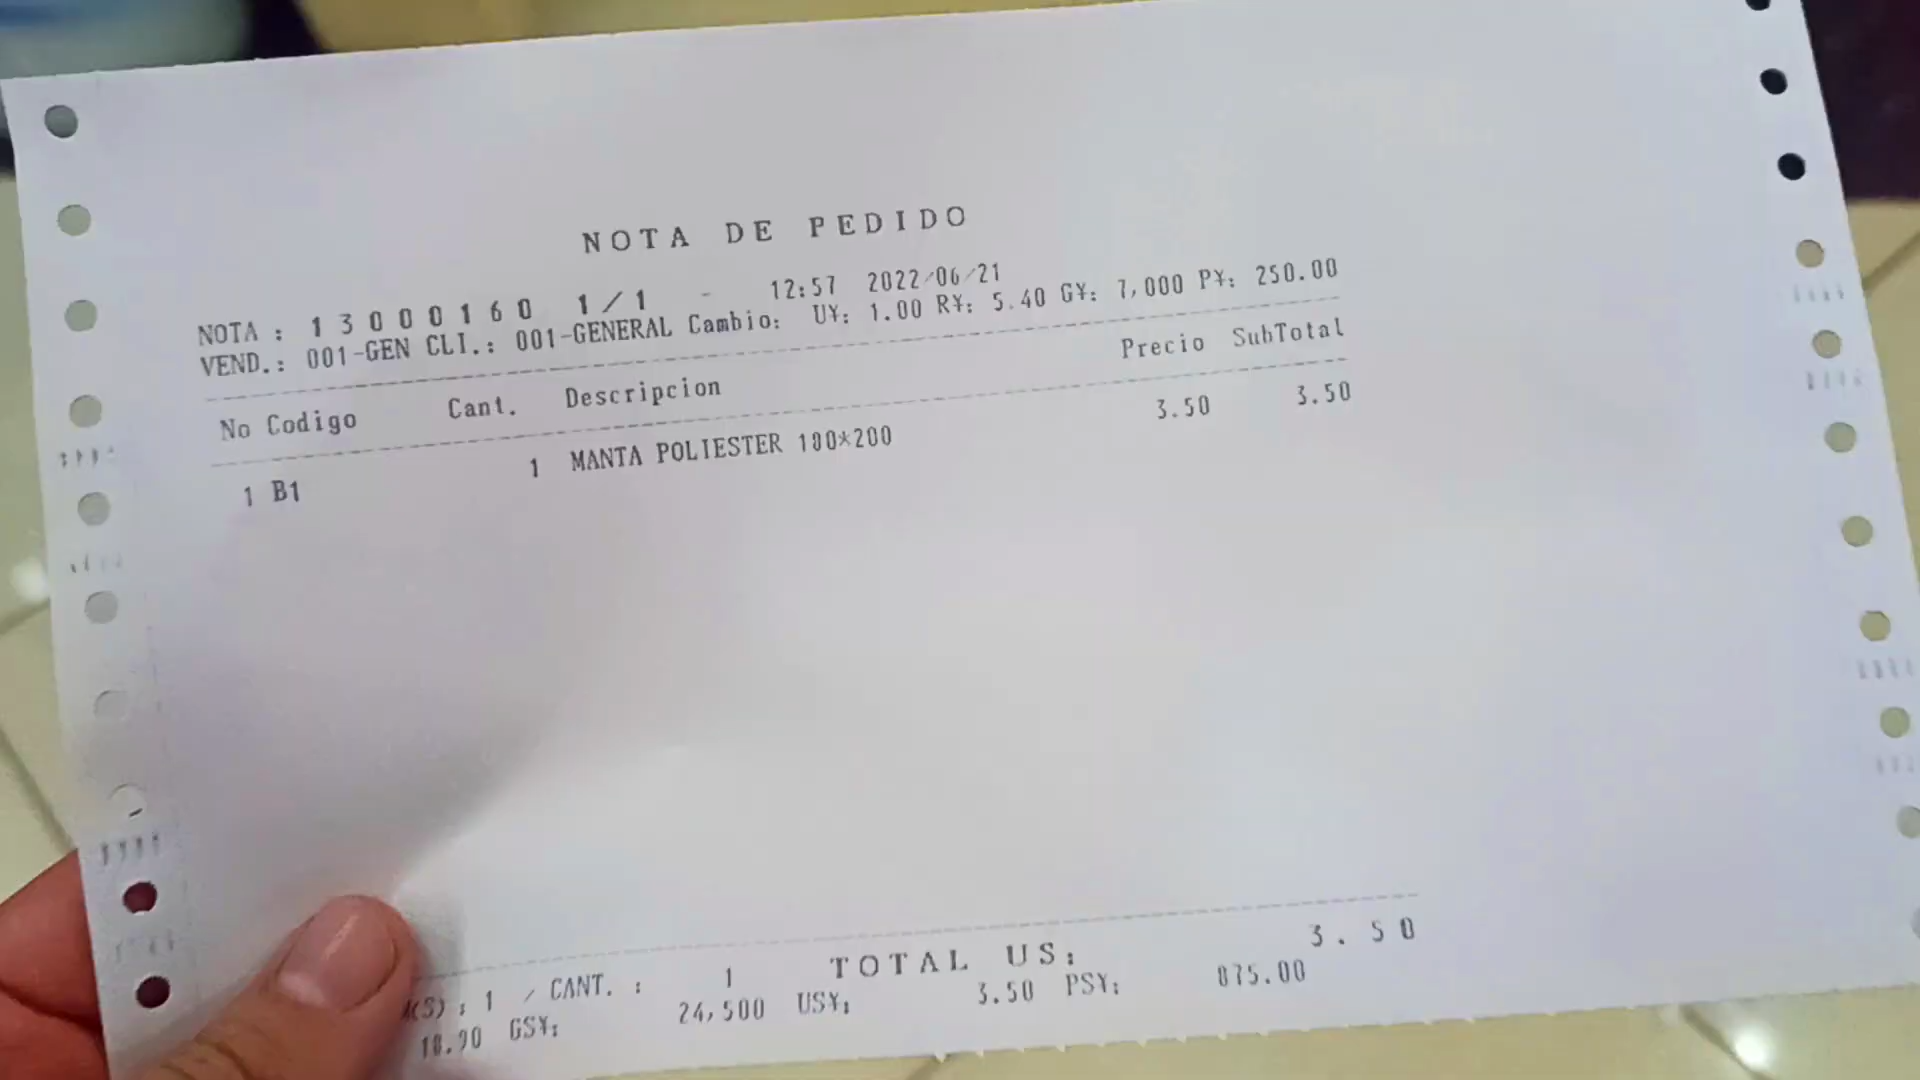 NOTA DE PEDIDO
NOTA : 13000160 1/1 - 12:57 2022/06/21
VEND.: 001-GEN CLI.: 001-GENERAL Cambio: U¥: 1.00 R¥: 5.40 G¥: 7,000 P¥: 250.00
No Codigo Cant. Descripcion Precio SubTotal
1 B1 1 MANTA POLIESTER 180*200 3.50 3.50
(S) : 1 / CANT. : 1 TOTAL US: 3.50
18.90 GS¥: 24,500 US¥: 3.50 PS¥: 875.00